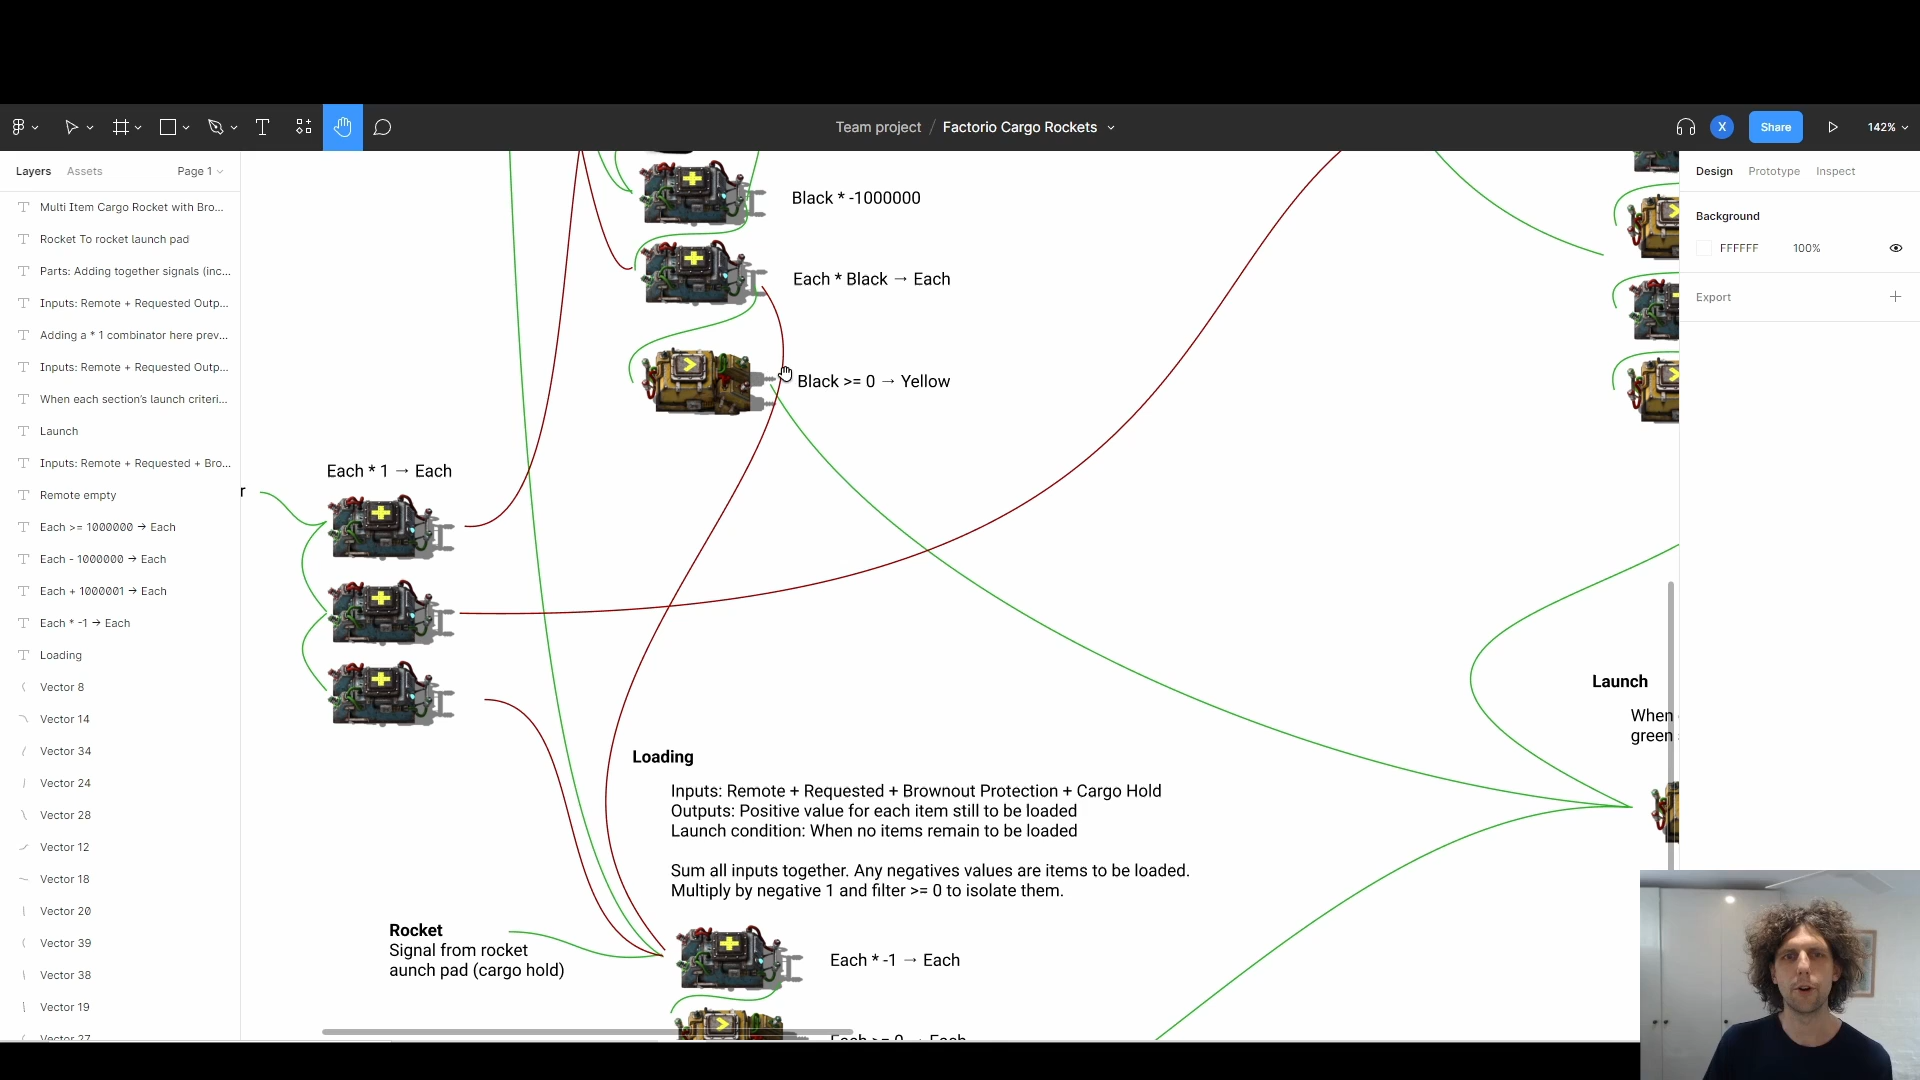 Team project / Factorio Cargo Rockets
X
Share
142%
Layers
Assets
Page 1
Multi Item Cargo Rocket with Bro...
Rocket To rocket launch pad
Parts: Adding together signals (inc...
Inputs: Remote + Requested Outp...
Adding a * 1 combinator here prev...
Inputs: Remote + Requested Outp...
When each section's launch criteri...
Launch
Inputs: Remote + Requested + Bro...
Remote empty
Each >= 1000000 → Each
Each - 1000000 → Each
Each + 1000001 → Each
Each * -1 → Each
Loading
Vector 8
Vector 14
Vector 34
Vector 24
Vector 28
Vector 12
Vector 18
Vector 20
Vector 39
Vector 38
Vector 19
Vector 27
Black * -1000000
Each * Black → Each
Black >= 0 → Yellow
Each * 1 → Each
r
Loading
Inputs: Remote + Requested + Brownout Protection + Cargo Hold
Outputs: Positive value for each item still to be loaded
Launch condition: When no items remain to be loaded
Sum all inputs together. Any negatives values are items to be loaded.
Multiply by negative 1 and filter >= 0 to isolate them.
Rocket
Signal from rocket
aunch pad (cargo hold)
Each * -1 → Each
Each >= 0 → Each
Launch
When
green
Design
Prototype
Inspect
Background
FFFFFF
100%
Export